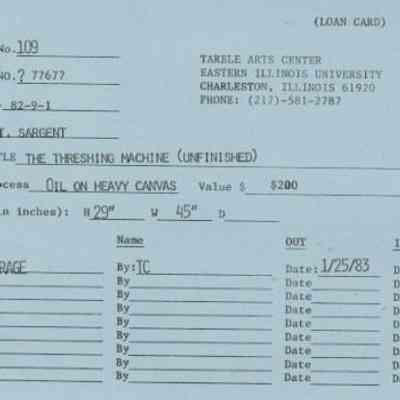 (LOAN CARD)
No. 109
TARBLE ARTS CENTER
NO. ? 77677
EASTERN ILLINOIS UNIVERSITY
CHARLESTON, ILLINOIS 61920
82-9-1
PHONE: (217)-581-2787
T. SARGENT
TLE THE THRESHING MACHINE (UNFINISHED)
ocess OIL ON HEAVY CANVAS Value $ $200
in inches): H 29" W 45" D
Name OUT
RAGE By: TC Date: 1/25/83 D
By Date D
By Date D
By Date D
By Date D
By Date D
By Date D
By Date D
By Date D